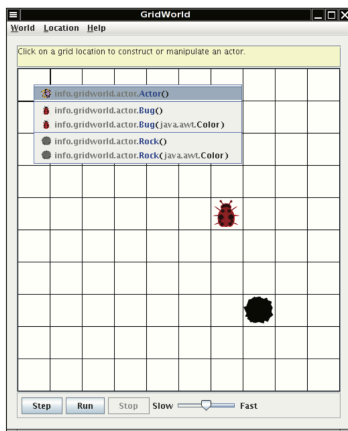 GridWorld
World Location Help
Click on a grid location to construct or manipulate an actor.
info.gridworld.actor.Actor()
info.gridworld.actor.Bug()
info.gridworld.actor.Bug(java.awt.Color)
info.gridworld.actor.Rock()
info.gridworld.actor.Rock(java.awt.Color)
Step Run Stop Slow Fast